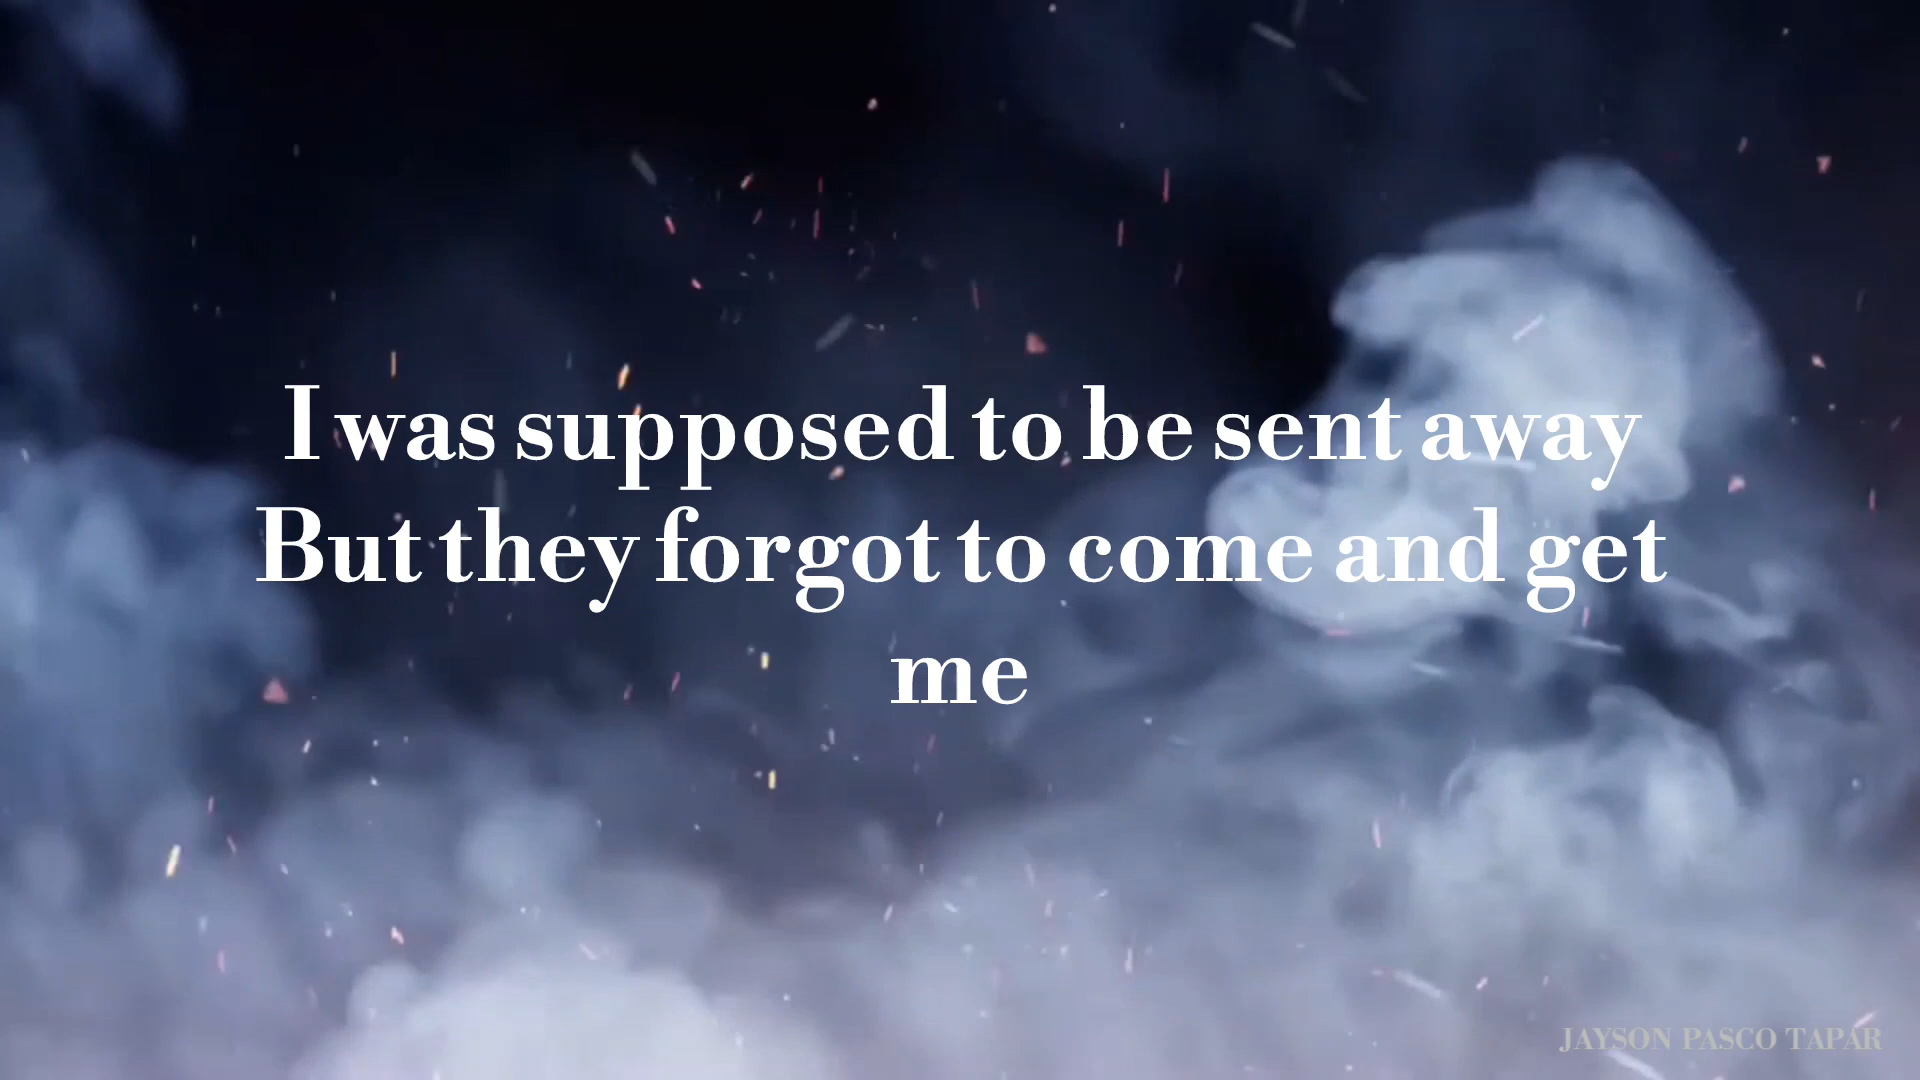 I was supposed to be sent away
But they forgot to come and get
me
JAYSON PASCO TAPAR